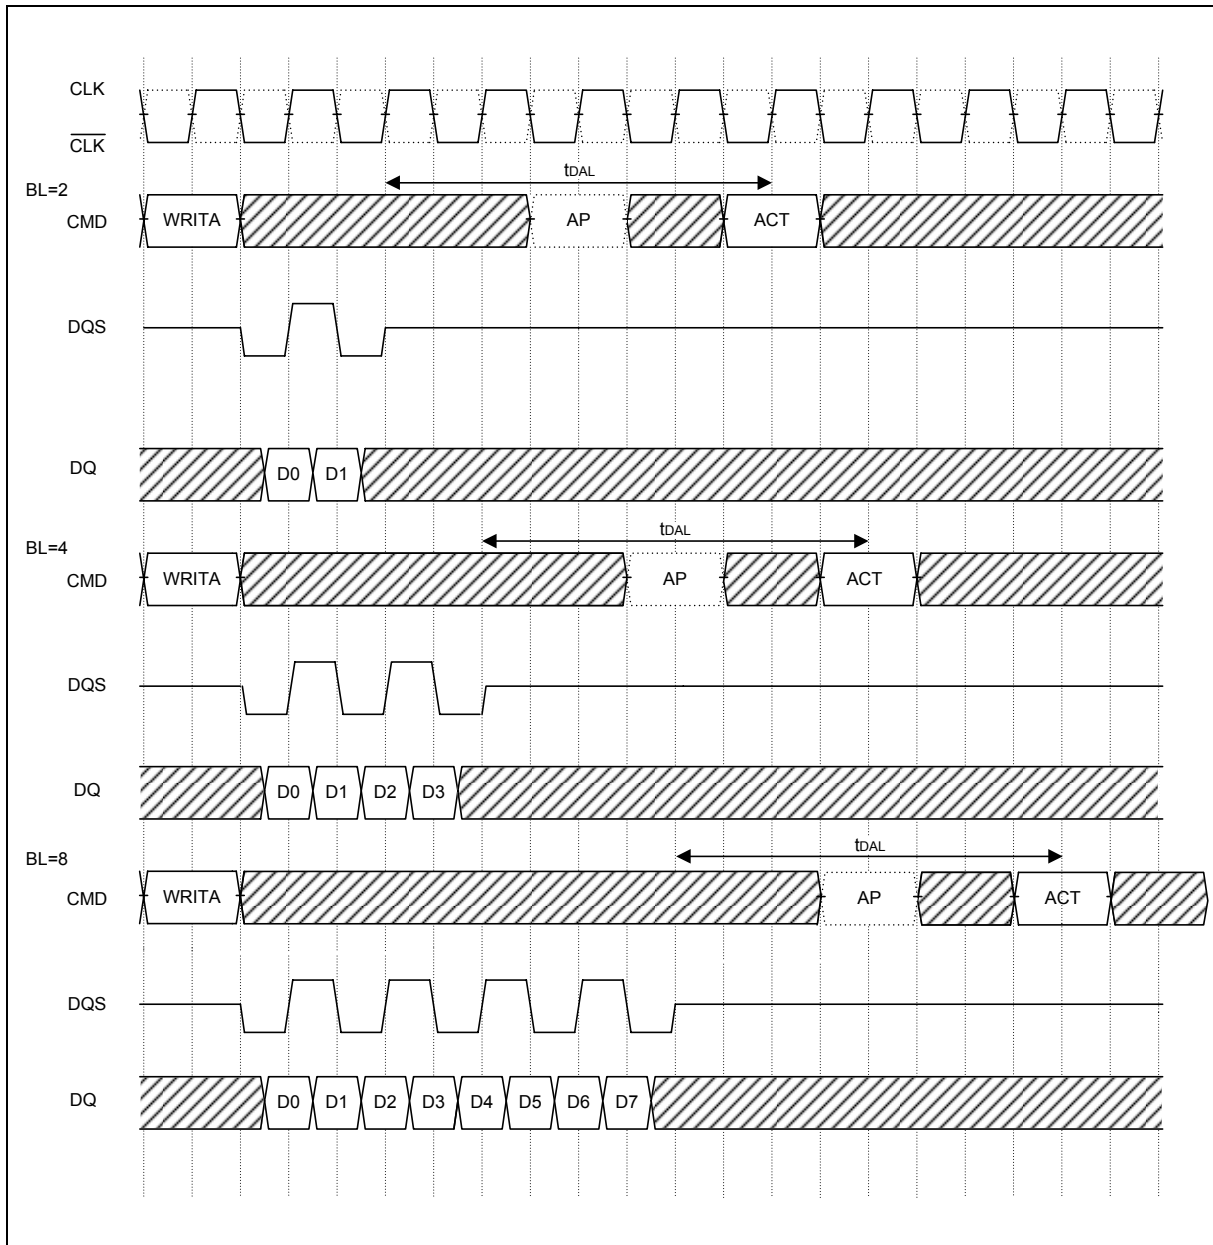 CLK
CLK
tDAL
BL=2
CMD WRITA AP ACT
DQS
DQ D0 D1
tDAL
BL=4
CMD WRITA AP ACT
DQS
DQ D0 D1 D2 D3
tDAL
BL=8
CMD WRITA AP ACT
DQS
DQ D0 D1 D2 D3 D4 D5 D6 D7